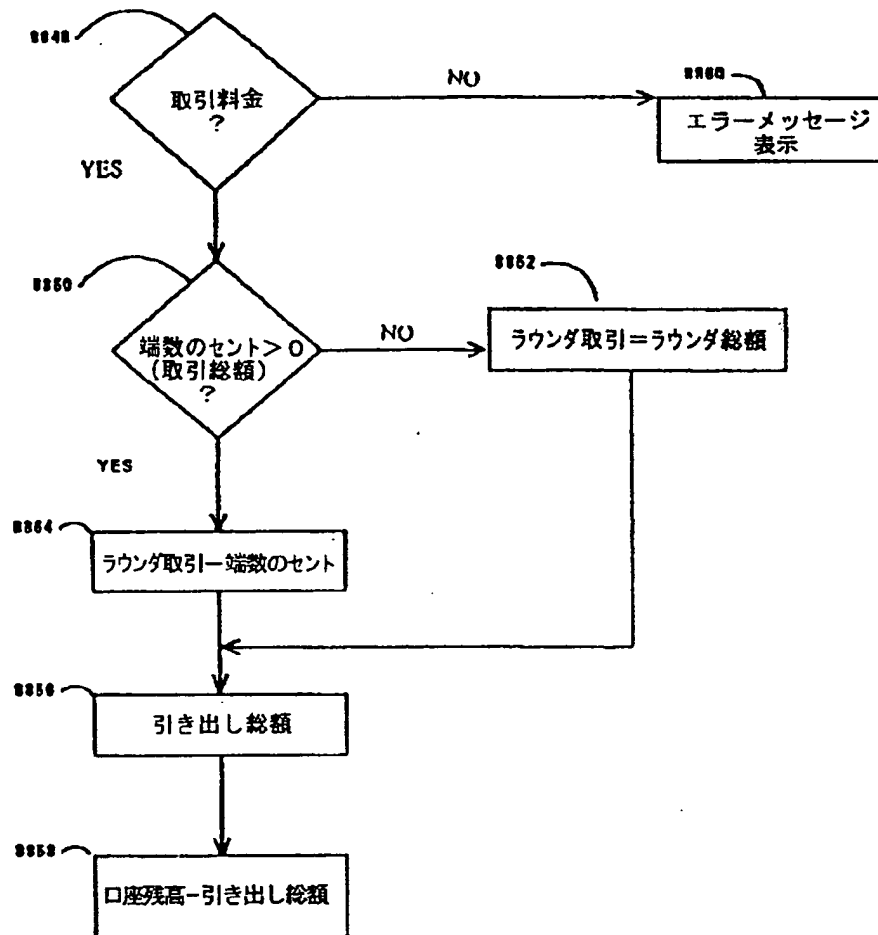 取引料金
?
NO
エラーメッセージ
表示
YES
端数のセント>0
(取引総額)
?
NO
ラウンダ取引=ラウンダ総額
YES
ラウンダ取引-端数のセント
引き出し総額
口座残高-引き出し総額